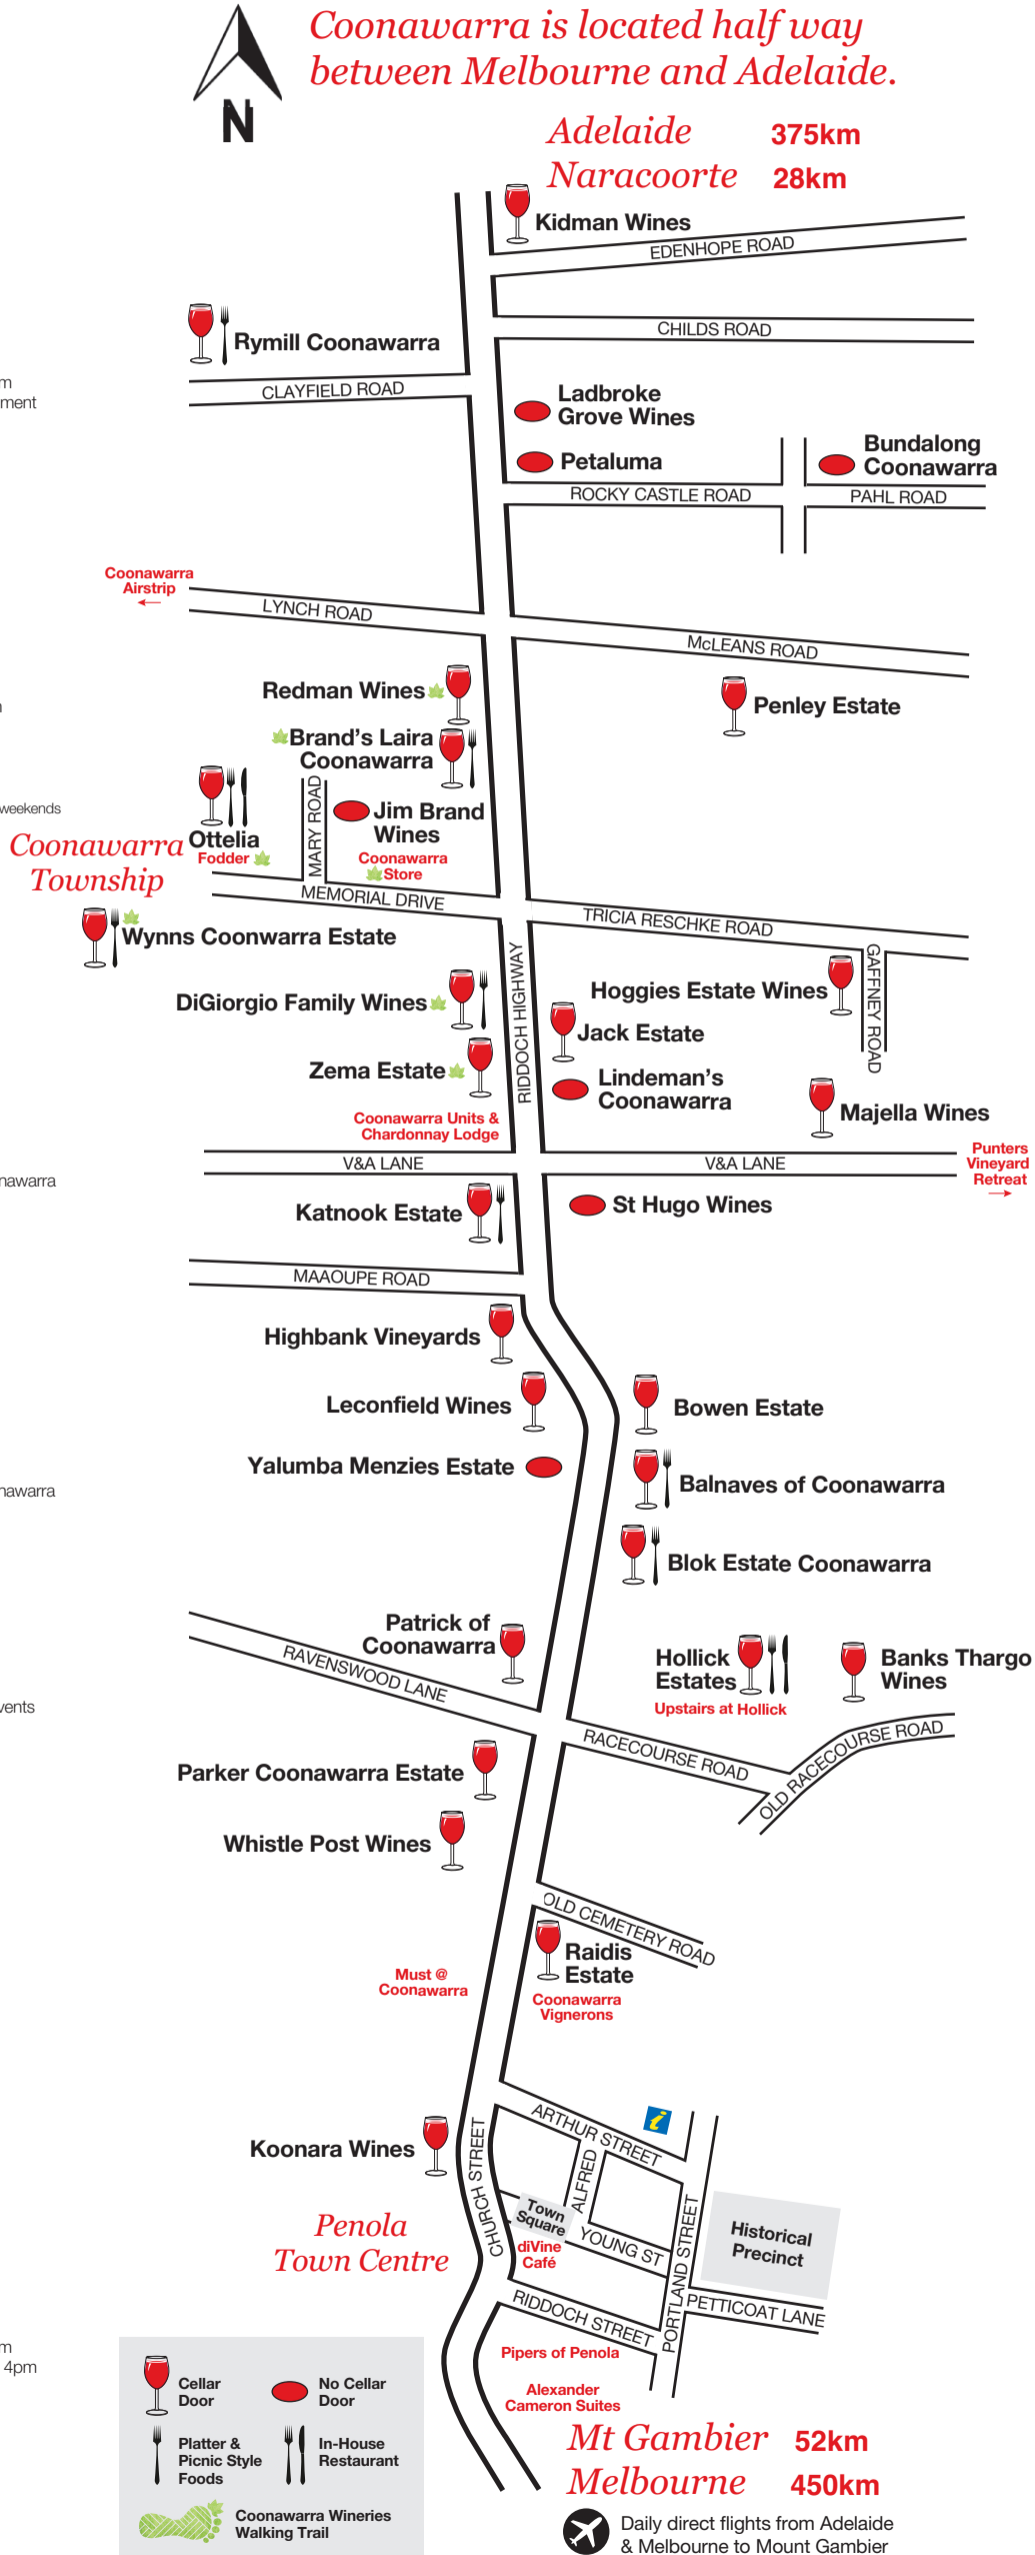 Coonawarra is located half way
between Melbourne and Adelaide.
N
Adelaide 375km
Naracoorte 28km
Kidman Wines
EDENHOPE ROAD
CHILDS ROAD
Rymill Coonawarra
CLAYFIELD ROAD
m
ment
Ladbroke
Grove Wines
Petaluma
Bundalong
Coonawarra
ROCKY CASTLE ROAD
PAHL ROAD
Coonawarra
Airstrip
LYNCH ROAD
McLEANS ROAD
Redman Wines
Penley Estate
Brand's Laira
Coonawarra
MARY ROAD
Jim Brand
Wines
weekends
Ottelia
Fodder
Coonawarra
Store
Coonawarra
Township
MEMORIAL DRIVE
TRICIA RESCHKE ROAD
Wynns Coonwarra Estate
GAFFNEY ROAD
RIDDOCH HIGHWAY
DiGiorgio Family Wines
Hoggies Estate Wines
Jack Estate
Zema Estate
Lindeman's
Coonawarra
Majella Wines
Coonawarra Units &
Chardonnay Lodge
V&A LANE
V&A LANE
Punters
Vineyard
Retreat
nawarra
Katnook Estate
St Hugo Wines
MAAOUPE ROAD
Highbank Vineyards
Leconfield Wines
Bowen Estate
Yalumba Menzies Estate
Balnaves of Coonawarra
nawarra
Blok Estate Coonawarra
Patrick of
Coonawarra
RAVENSWOOD LANE
Hollick
Estates
Upstairs at Hollick
Banks Thargo
Wines
vents
RACECOURSE ROAD
OLD RACECOURSE ROAD
Parker Coonawarra Estate
Whistle Post Wines
OLD CEMETERY ROAD
Raidis
Estate
Must @
Coonawarra
Coonawarra
Vignerons
ARTHUR STREET
i
Koonara Wines
CHURCH STREET
ALFRED
Town
Square
YOUNG ST
PORTLAND STREET
Historical
Precinct
Penola
Town Centre
diVine
Café
RIDDOCH STREET
PETTICOAT LANE
Pipers of Penola
m
4pm
Alexander
Cameron Suites
Cellar
Door
No Cellar
Door
Platter &
Picnic Style
Foods
In-House
Restaurant
Coonawarra Wineries
Walking Trail
Mt Gambier 52km
Melbourne 450km
Daily direct flights from Adelaide
& Melbourne to Mount Gambier